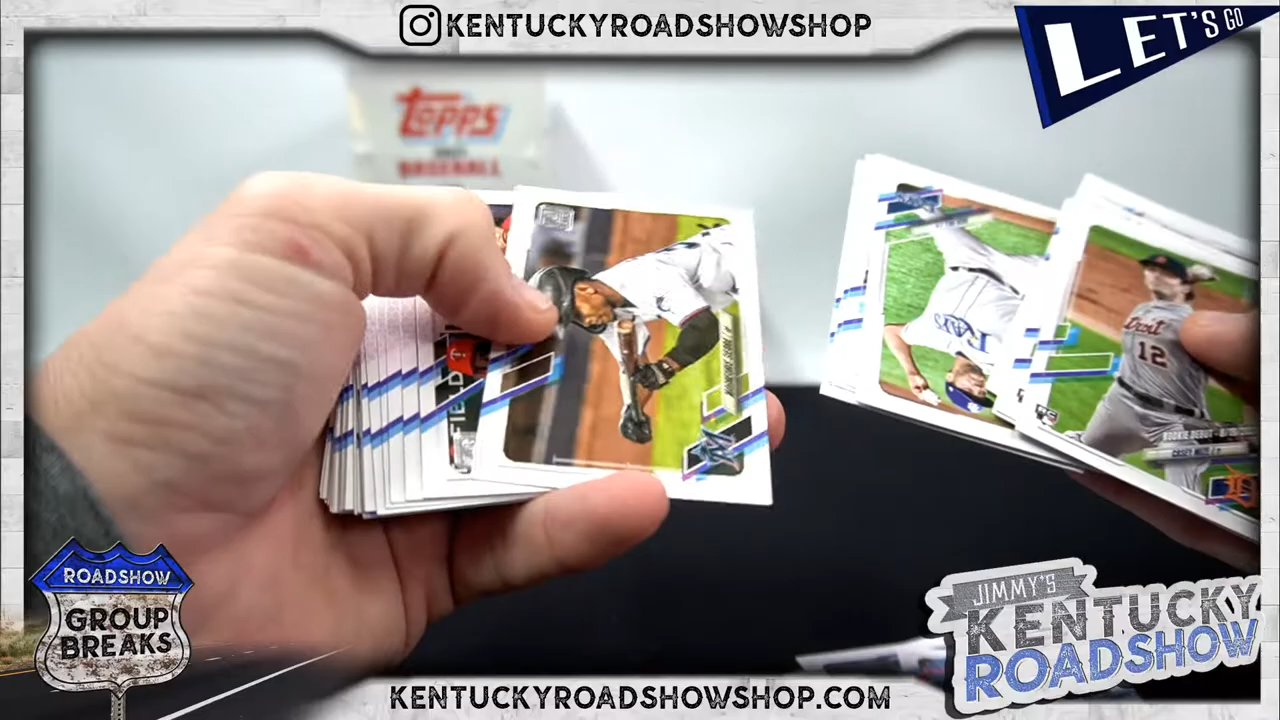 KENTUCKYROADSHOWSHOP
LET'S GO
TOPPS
BASEBALL
RAYS
Detroit
12
ROOKIE DEBUT
CASEY MIZE
ROADSHOW
GROUP
BREAKS
JIMMY'S
KENTUCKY
ROADSHOW
KENTUCKYROADSHOWSHOP.COM